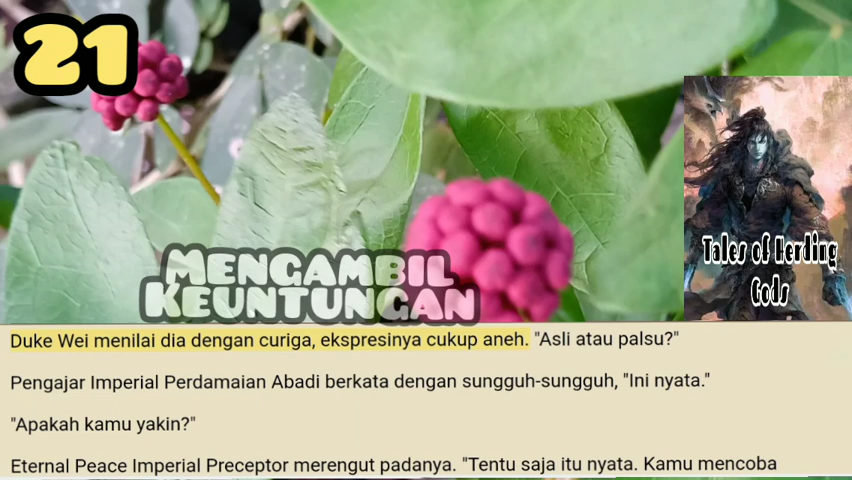 21
Tales of Herding
Gods
MENGAMBIL
KEUNTUNGAN
Duke Wei menilai dia dengan curiga, ekspresinya cukup aneh. "Asli atau palsu?"
Pengajar Imperial Perdamaian Abadi berkata dengan sungguh-sungguh, "Ini nyata."
"Apakah kamu yakin?"
Eternal Peace Imperial Preceptor merengut padanya. "Tentu saja itu nyata. Kamu mencoba